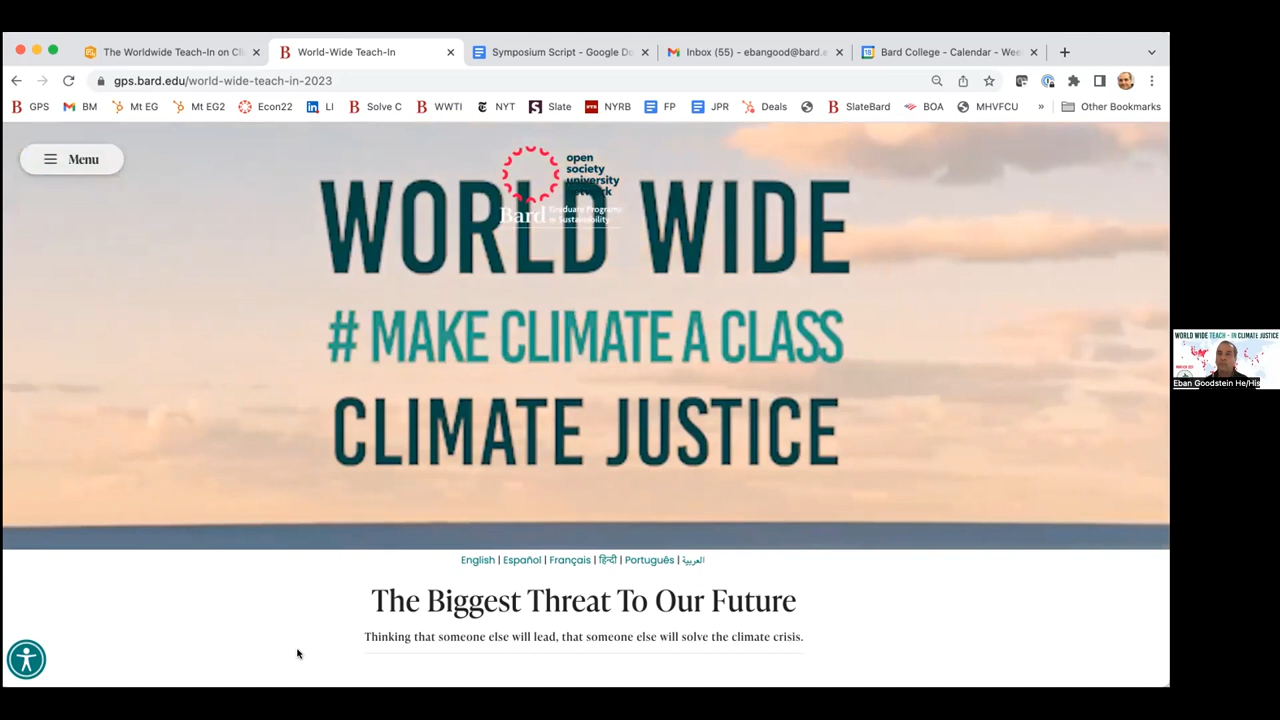 The Worldwide Teach-In on Cli
World-Wide Teach-In
Symposium Script - Google Do
Inbox (55) - ebangood@bard.e
Bard College - Calendar - Wee
gps.bard.edu/world-wide-teach-in-2023
GPS
BM
Mt EG
Mt EG2
Econ22
LI
Solve C
WWTI
NYT
Slate
NYRB
FP
JPR
Deals
SlateBard
BOA
MHVFCU
»
Other Bookmarks
Menu
open
society
university
network
Bard Graduate Programs
in Sustainability
WORLD WIDE
# MAKE CLIMATE A CLASS
CLIMATE JUSTICE
English | Español | Français | हिन्दी | Português | العربية
The Biggest Threat To Our Future
Thinking that someone else will lead, that someone else will solve the climate crisis.
WORLD WIDE TEACH - IN CLIMATE JUSTICE
Eban Goodstein He/His